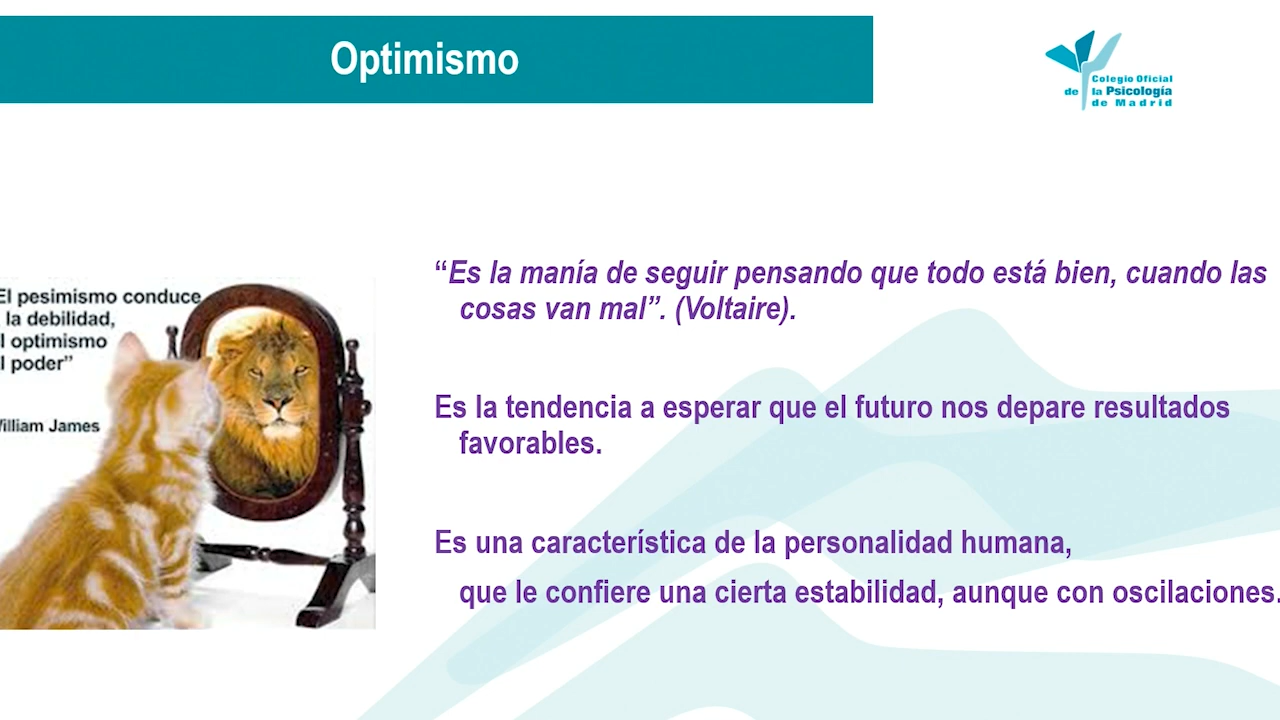 Optimismo
Colegio Oficial
de la Psicología
de Madrid
El pesimismo conduce
la debilidad,
l optimismo
l poder”
William James
“Es la manía de seguir pensando que todo está bien, cuando las
cosas van mal”. (Voltaire).
Es la tendencia a esperar que el futuro nos depare resultados
favorables.
Es una característica de la personalidad humana,
que le confiere una cierta estabilidad, aunque con oscilaciones.